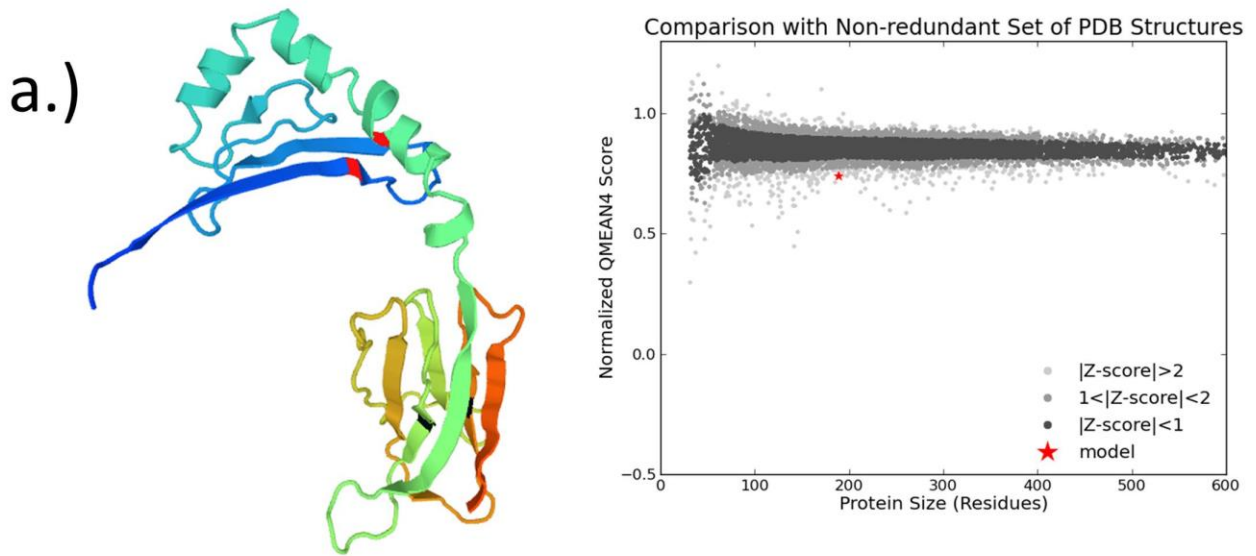 a.)
Comparison with Non-redundant Set of PDB Structures
Normalized QMEAN4 Score
1.0
0.5
0.0
−0.5
|Z-score|>2
1<|Z-score|<2
|Z-score|<1
model
0 100 200 300 400 500 600
Protein Size (Residues)